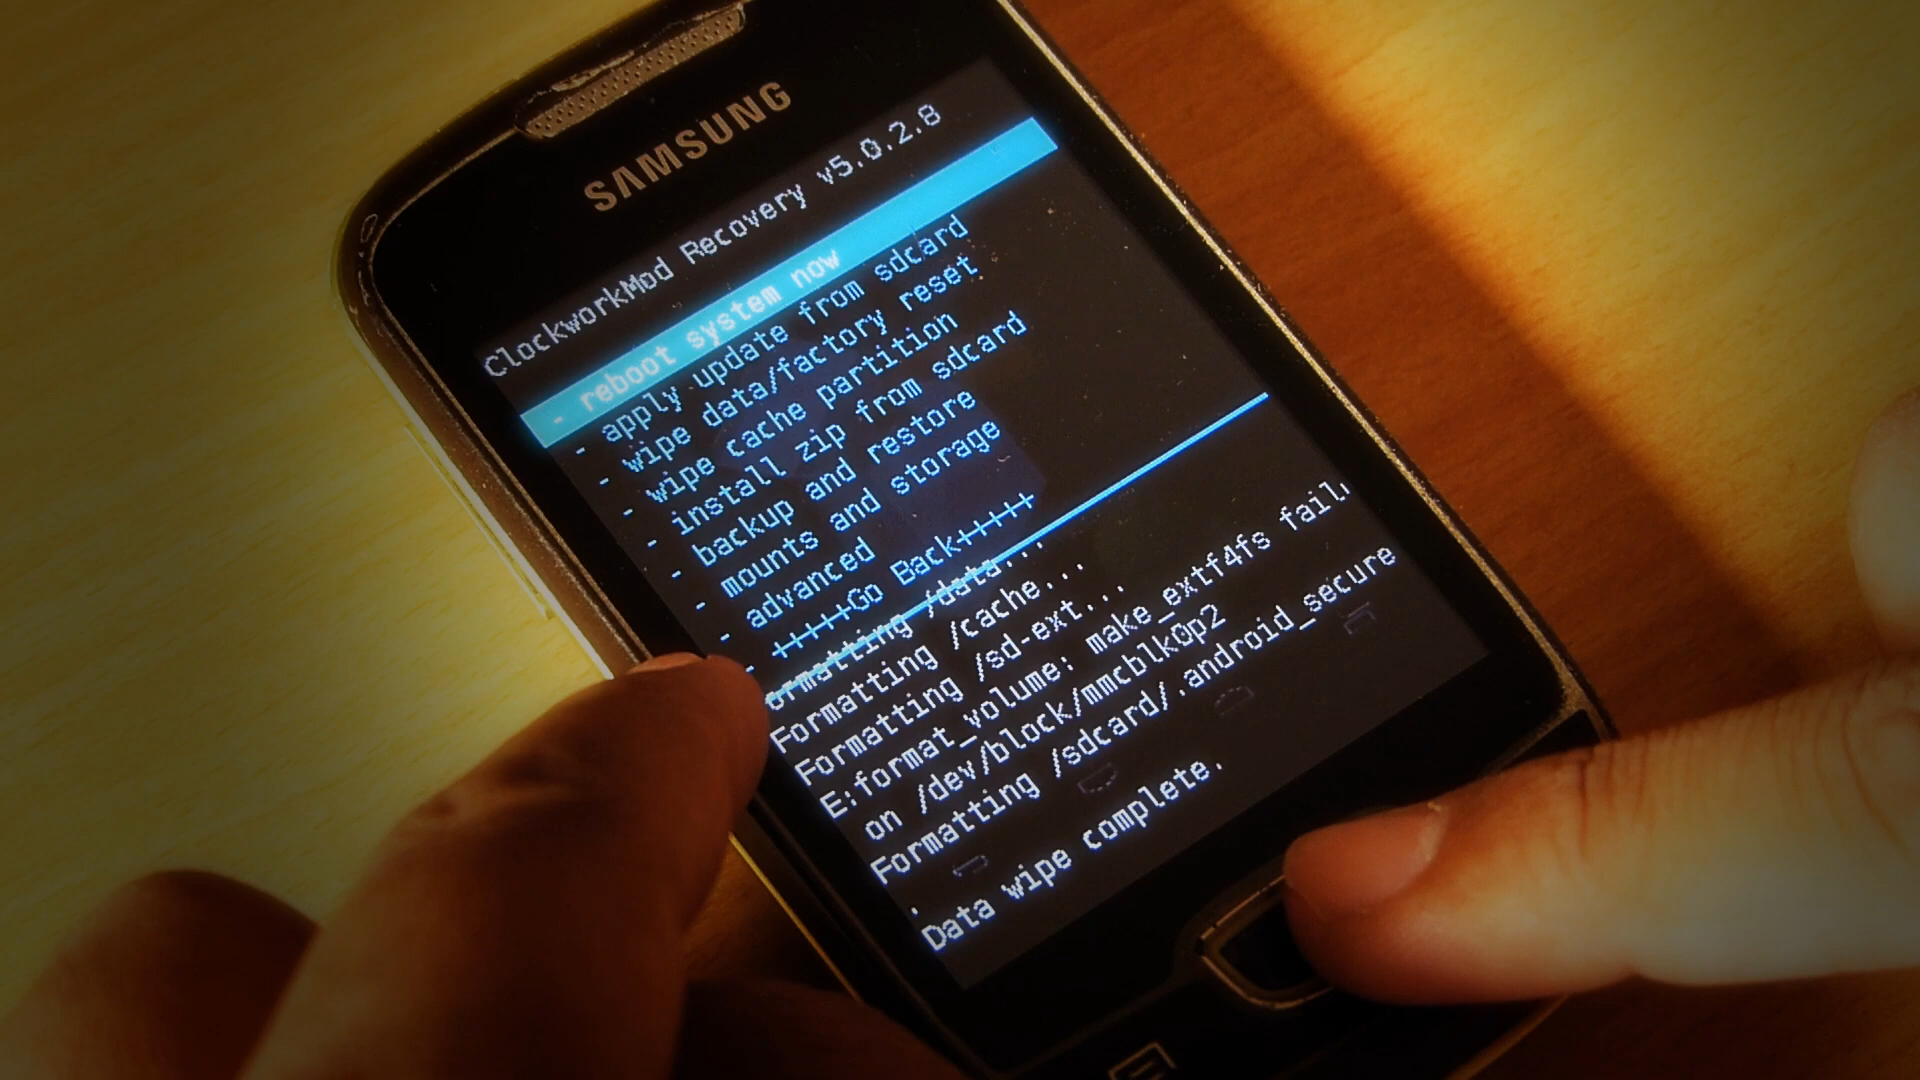 SAMSUNG
ClockworkMod Recovery v5.0.2.8
- reboot system now
- apply update from sdcard
- wipe data/factory reset
- wipe cache partition
- install zip from sdcard
- backup and restore
- mounts and storage
- advanced
- +++++Go Back+++++
ormatting /data...
Formatting /cache...
Formatting /sd-ext...
E:format_volume: make_extf4fs fail
on /dev/block/mmcblk0p2
Formatting /sdcard/.android_secure
.
Data wipe complete.